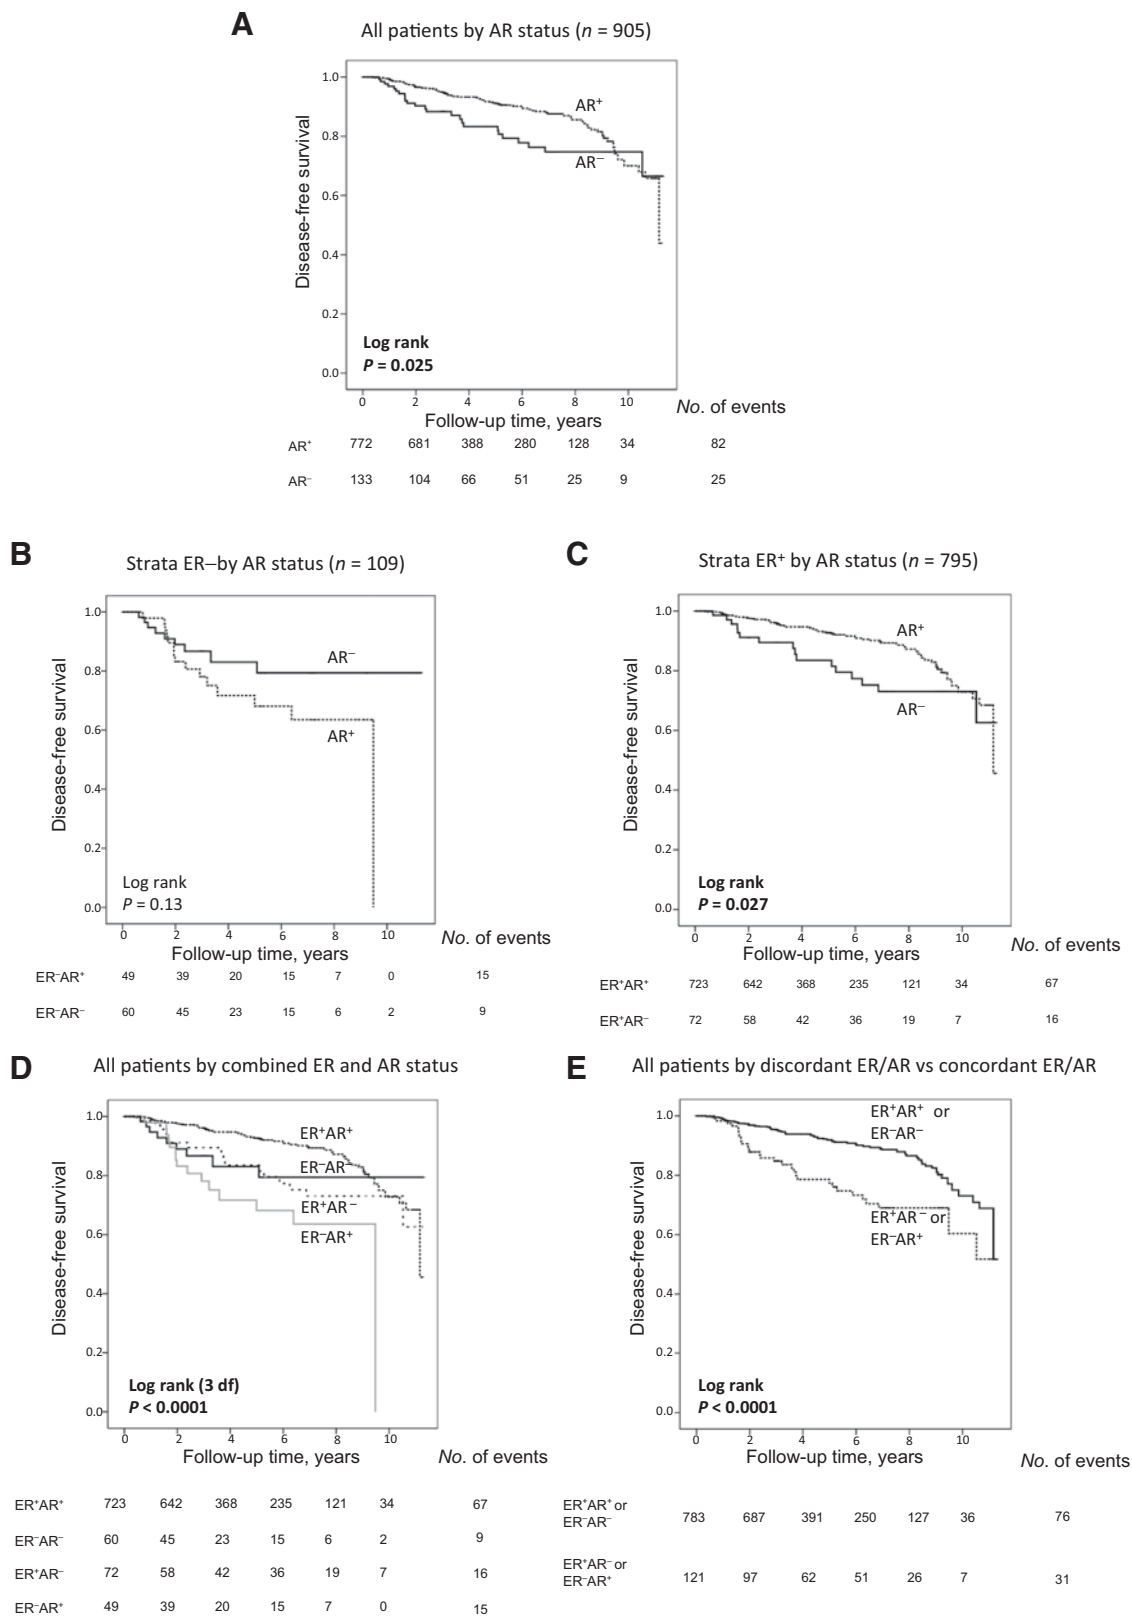 A
All patients by AR status (n = 905)
Disease-free survival
1.0
0.8
0.6
0.4
0.2
0.0
AR⁺
AR⁻
Log rank
P = 0.025
0 2 4 6 8 10
Follow-up time, years
No. of events
AR⁺ 772 681 388 280 128 34 82
AR⁻ 133 104 66 51 25 9 25
B
Strata ER–by AR status (n = 109)
Disease-free survival
1.0
0.8
0.6
0.4
0.2
0.0
AR⁻
AR⁺
Log rank
P = 0.13
0 2 4 6 8 10
Follow-up time, years
No. of events
ER⁻AR⁺ 49 39 20 15 7 0 15
ER⁻AR⁻ 60 45 23 15 6 2 9
C
Strata ER⁺ by AR status (n = 795)
Disease-free survival
1.0
0.8
0.6
0.4
0.2
0.0
AR⁺
AR⁻
Log rank
P = 0.027
0 2 4 6 8 10
Follow-up time, years
No. of events
ER⁺AR⁺ 723 642 368 235 121 34 67
ER⁺AR⁻ 72 58 42 36 19 7 16
D
All patients by combined ER and AR status
Disease-free survival
1.0
0.8
0.6
0.4
0.2
0.0
ER⁺AR⁺
ER⁻AR⁻
ER⁺AR⁻
ER⁻AR⁺
Log rank (3 df)
P < 0.0001
0 2 4 6 8 10
Follow-up time, years
No. of events
ER⁺AR⁺ 723 642 368 235 121 34 67
ER⁻AR⁻ 60 45 23 15 6 2 9
ER⁺AR⁻ 72 58 42 36 19 7 16
ER⁻AR⁺ 49 39 20 15 7 0 15
E
All patients by discordant ER/AR vs concordant ER/AR
Disease-free survival
1.0
0.8
0.6
0.4
0.2
0.0
ER⁺AR⁺ or
ER⁻AR⁻
ER⁺AR⁻ or
ER⁻AR⁺
Log rank
P < 0.0001
0 2 4 6 8 10
Follow-up time, years
No. of events
ER⁺AR⁺ or
ER⁻AR⁻ 783 687 391 250 127 36 76
ER⁺AR⁻ or
ER⁻AR⁺ 121 97 62 51 26 7 31